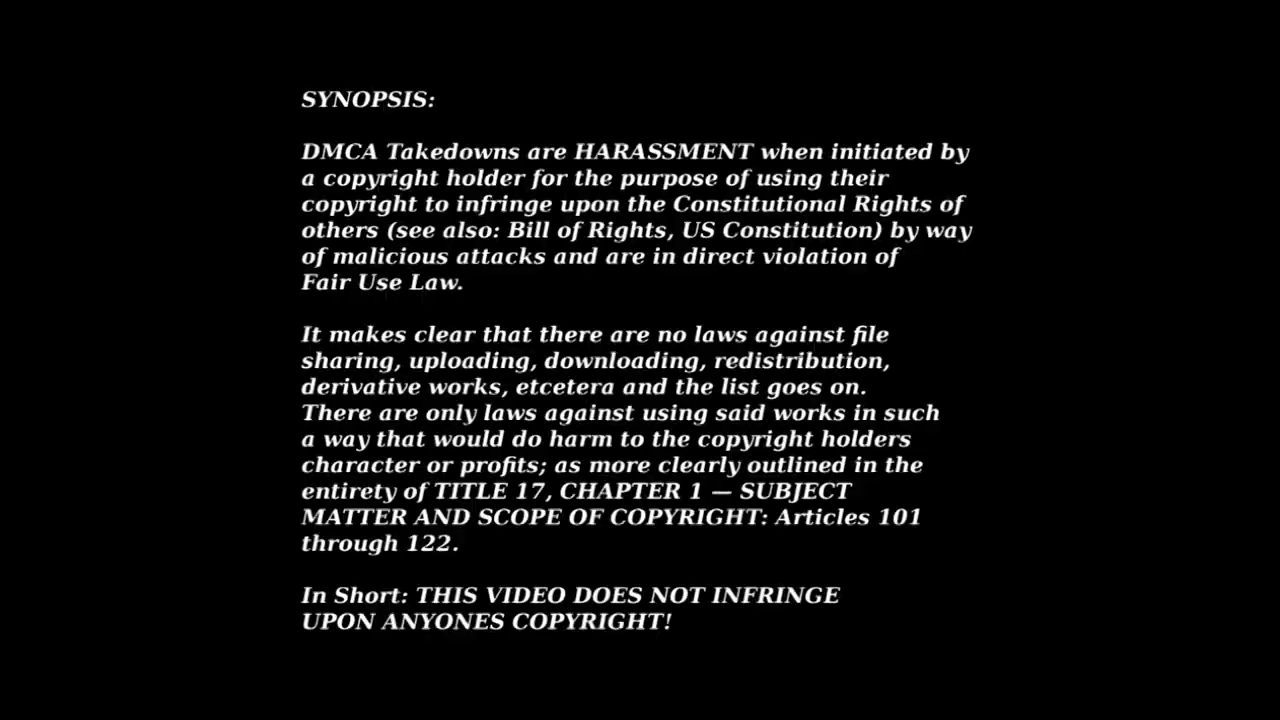 SYNOPSIS:
DMCA Takedowns are HARASSMENT when initiated by
a copyright holder for the purpose of using their
copyright to infringe upon the Constitutional Rights of
others (see also: Bill of Rights, US Constitution) by way
of malicious attacks and are in direct violation of
Fair Use Law.
It makes clear that there are no laws against file
sharing, uploading, downloading, redistribution,
derivative works, etcetera and the list goes on.
There are only laws against using said works in such
a way that would do harm to the copyright holders
character or profits; as more clearly outlined in the
entirety of TITLE 17, CHAPTER 1 — SUBJECT
MATTER AND SCOPE OF COPYRIGHT: Articles 101
through 122.
In Short: THIS VIDEO DOES NOT INFRINGE
UPON ANYONES COPYRIGHT!